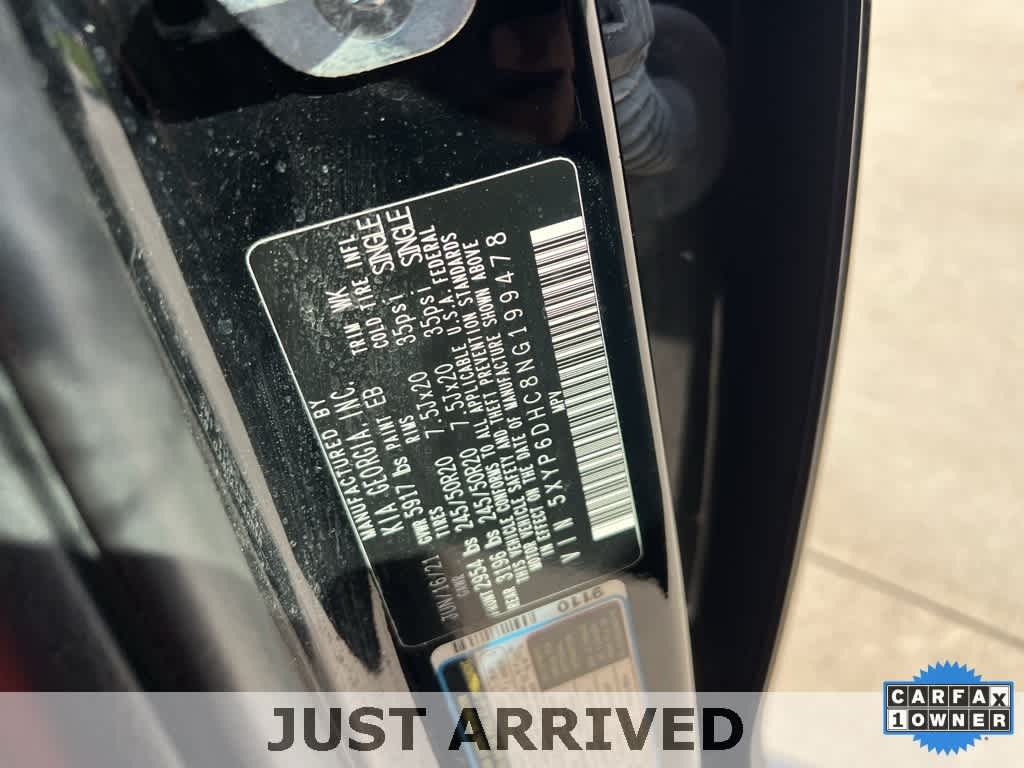 MANUFACTURED BY
KIA GEORGIA INC. TRIM WK
JUN/16/21 GVWR 5917 lbs PAINT EB COLD TIRE INFL
GAWR TIRES RIMS 35psi SINGLE
FRONT 2954 lbs 245/50R20 7.5Jx20 35psi SINGLE
REAR 3196 lbs 245/50R20 7.5Jx20
THIS VEHICLE CONFORMS TO ALL APPLICABLE U.S.A. FEDERAL
MOTOR VEHICLE SAFETY AND THEFT PREVENTION STANDARDS
IN EFFECT ON THE DATE OF MANUFACTURE SHOWN ABOVE
VIN 5XYP6DHC8NG199478
MPV
9110
JUST ARRIVED
CARFAX
1 OWNER